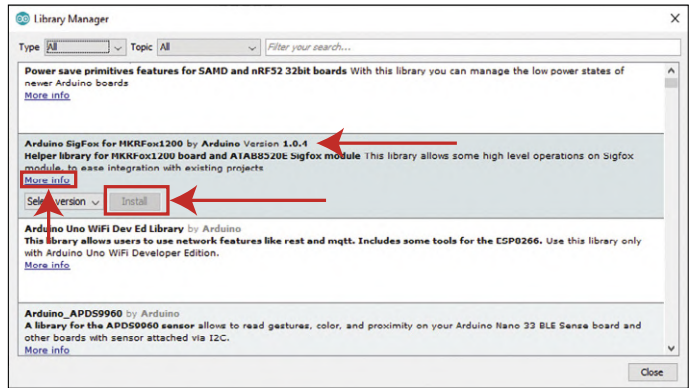 Library Manager
Type All Topic All Filter your search...
Power save primitives features for SAMD and nRF52 32bit boards With this library you can manage the low power states of
newer Arduino boards
More info
Arduino SigFox for MKRFox1200 by Arduino Version 1.0.4
Helper library for MKRFox1200 board and ATAB8520E Sigfox module This library allows some high level operations on Sigfox
module, to ease integration with existing projects
More info
Select version Install
Arduino Uno WiFi Dev Ed Library by Arduino
This library allows users to use network features like rest and mqtt. Includes some tools for the ESP8266. Use this library only
with Arduino Uno WiFi Developer Edition.
More info
Arduino_APDS9960 by Arduino
A library for the APDS9960 sensor allows to read gestures, color, and proximity on your Arduino Nano 33 BLE Sense board and
other boards with sensor attached via I2C.
More info
Close